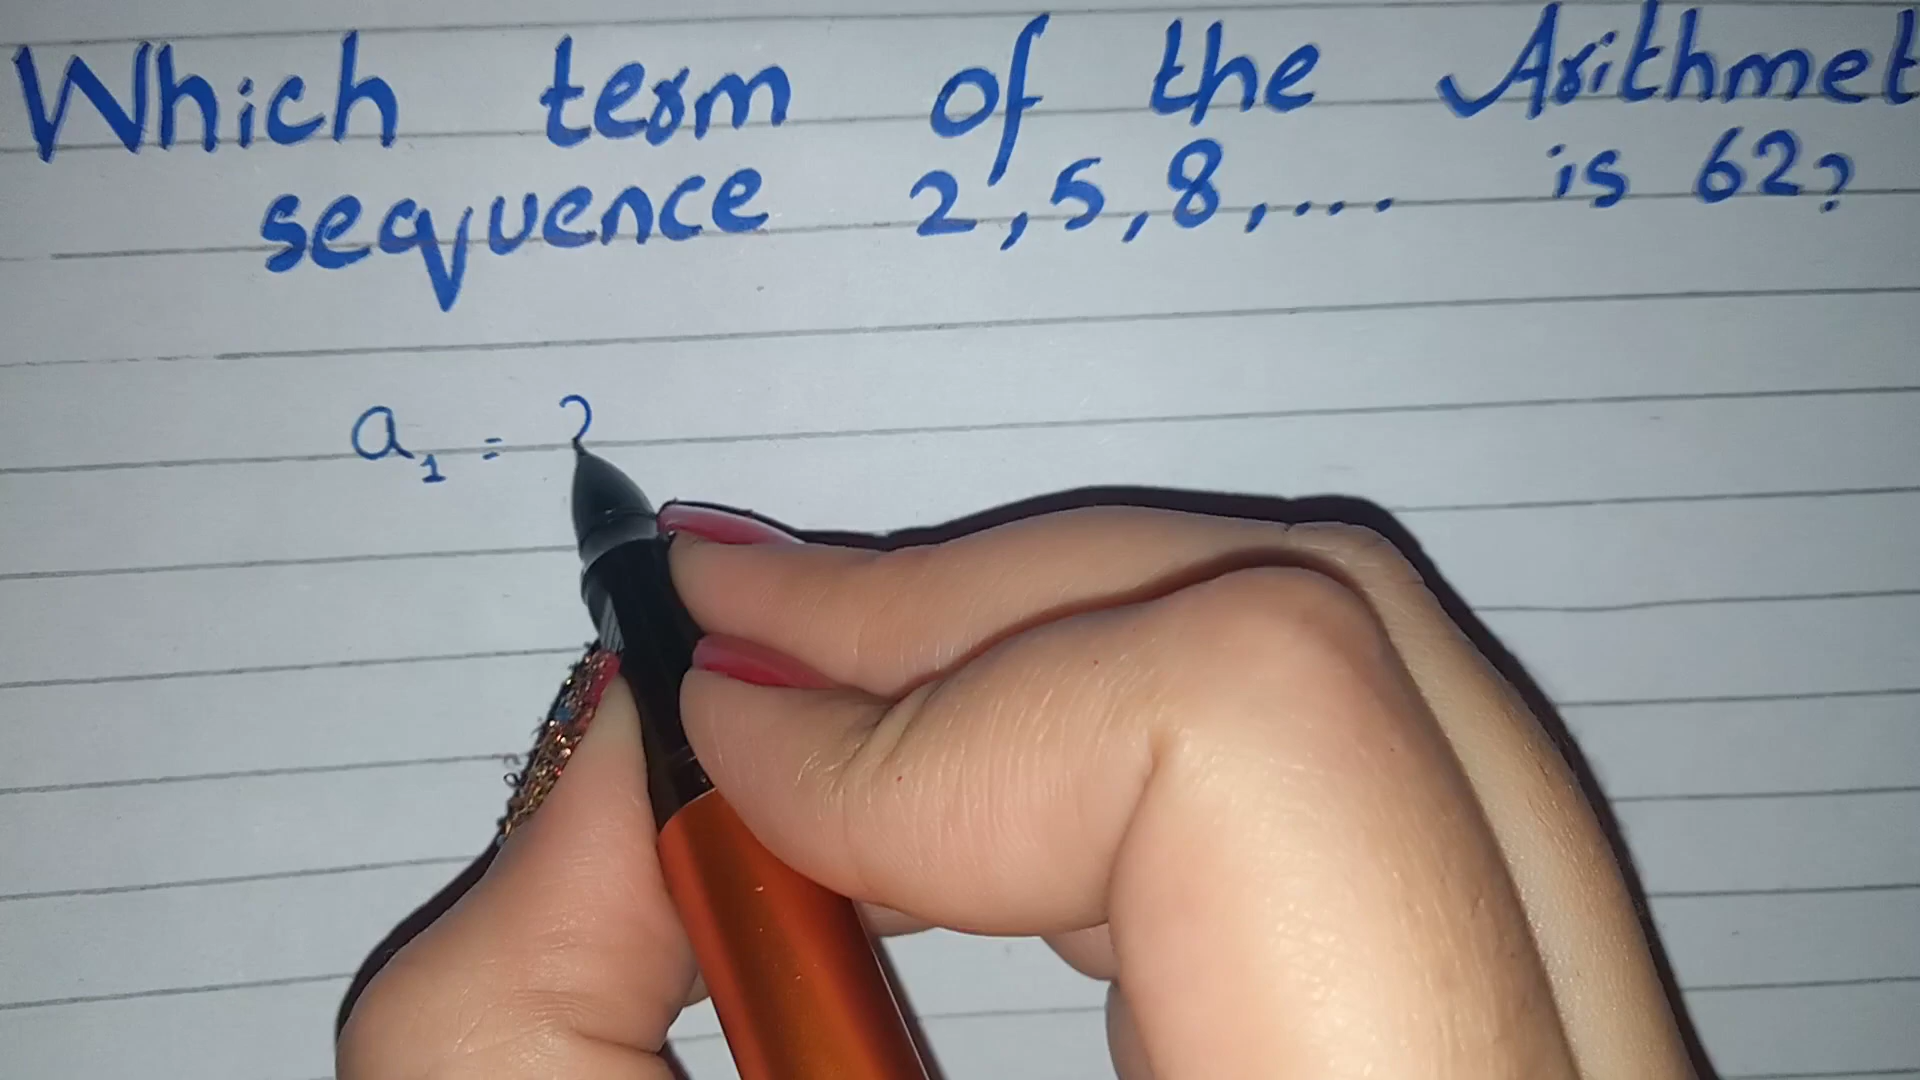 Which term of the Arithmet
sequence 2, 5, 8, .... is 62?
a₁ = 2